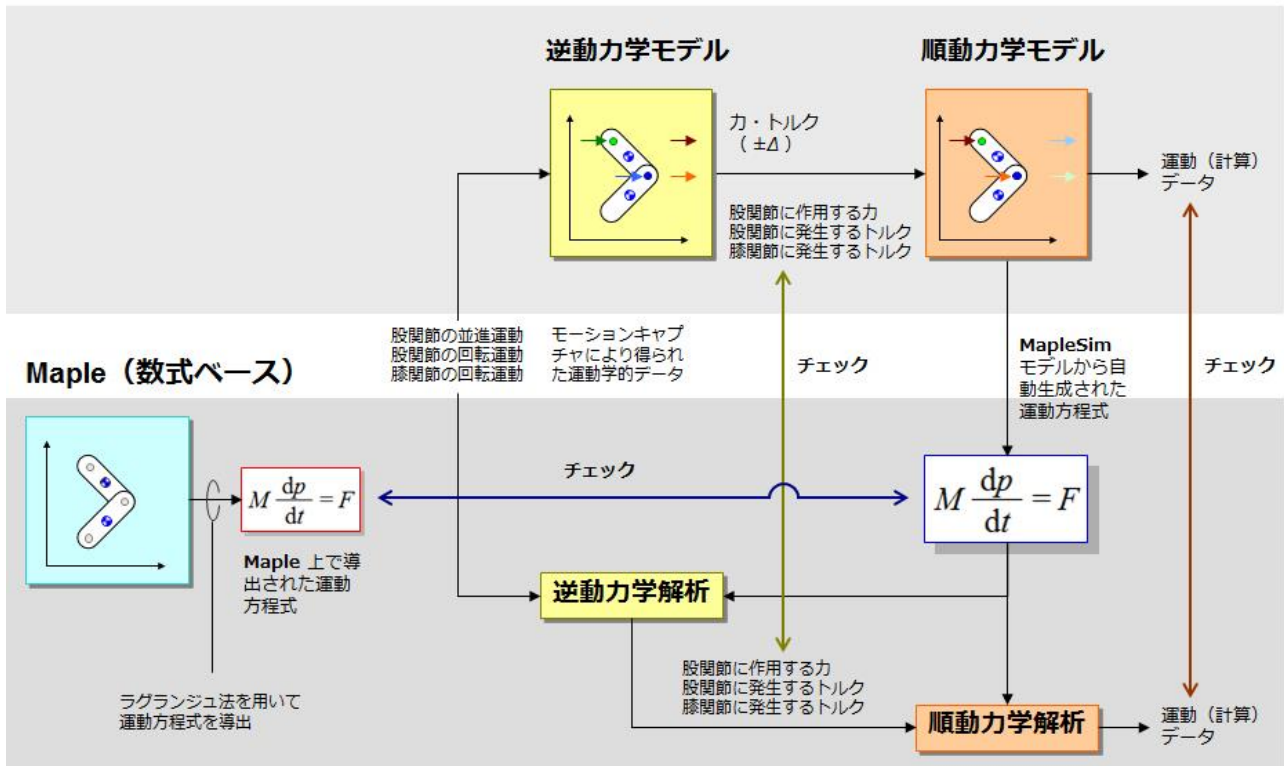 逆動力学モデル
順動力学モデル
力・トルク
( ±Δ )
運動（計算）
データ
股関節に作用する力
股関節に発生するトルク
膝関節に発生するトルク
股関節の並進運動
股関節の回転運動
膝関節の回転運動
モーションキャプ
チャにより得られ
た運動学的データ
チェック
MapleSim
モデルから自
動生成された
運動方程式
チェック
Maple（数式ベース）
チェック
M dp/dt = F
M dp/dt = F
Maple 上で導
出された運動
方程式
逆動力学解析
股関節に作用する力
股関節に発生するトルク
膝関節に発生するトルク
ラグランジュ法を用いて
運動方程式を導出
順動力学解析
運動（計算）
データ